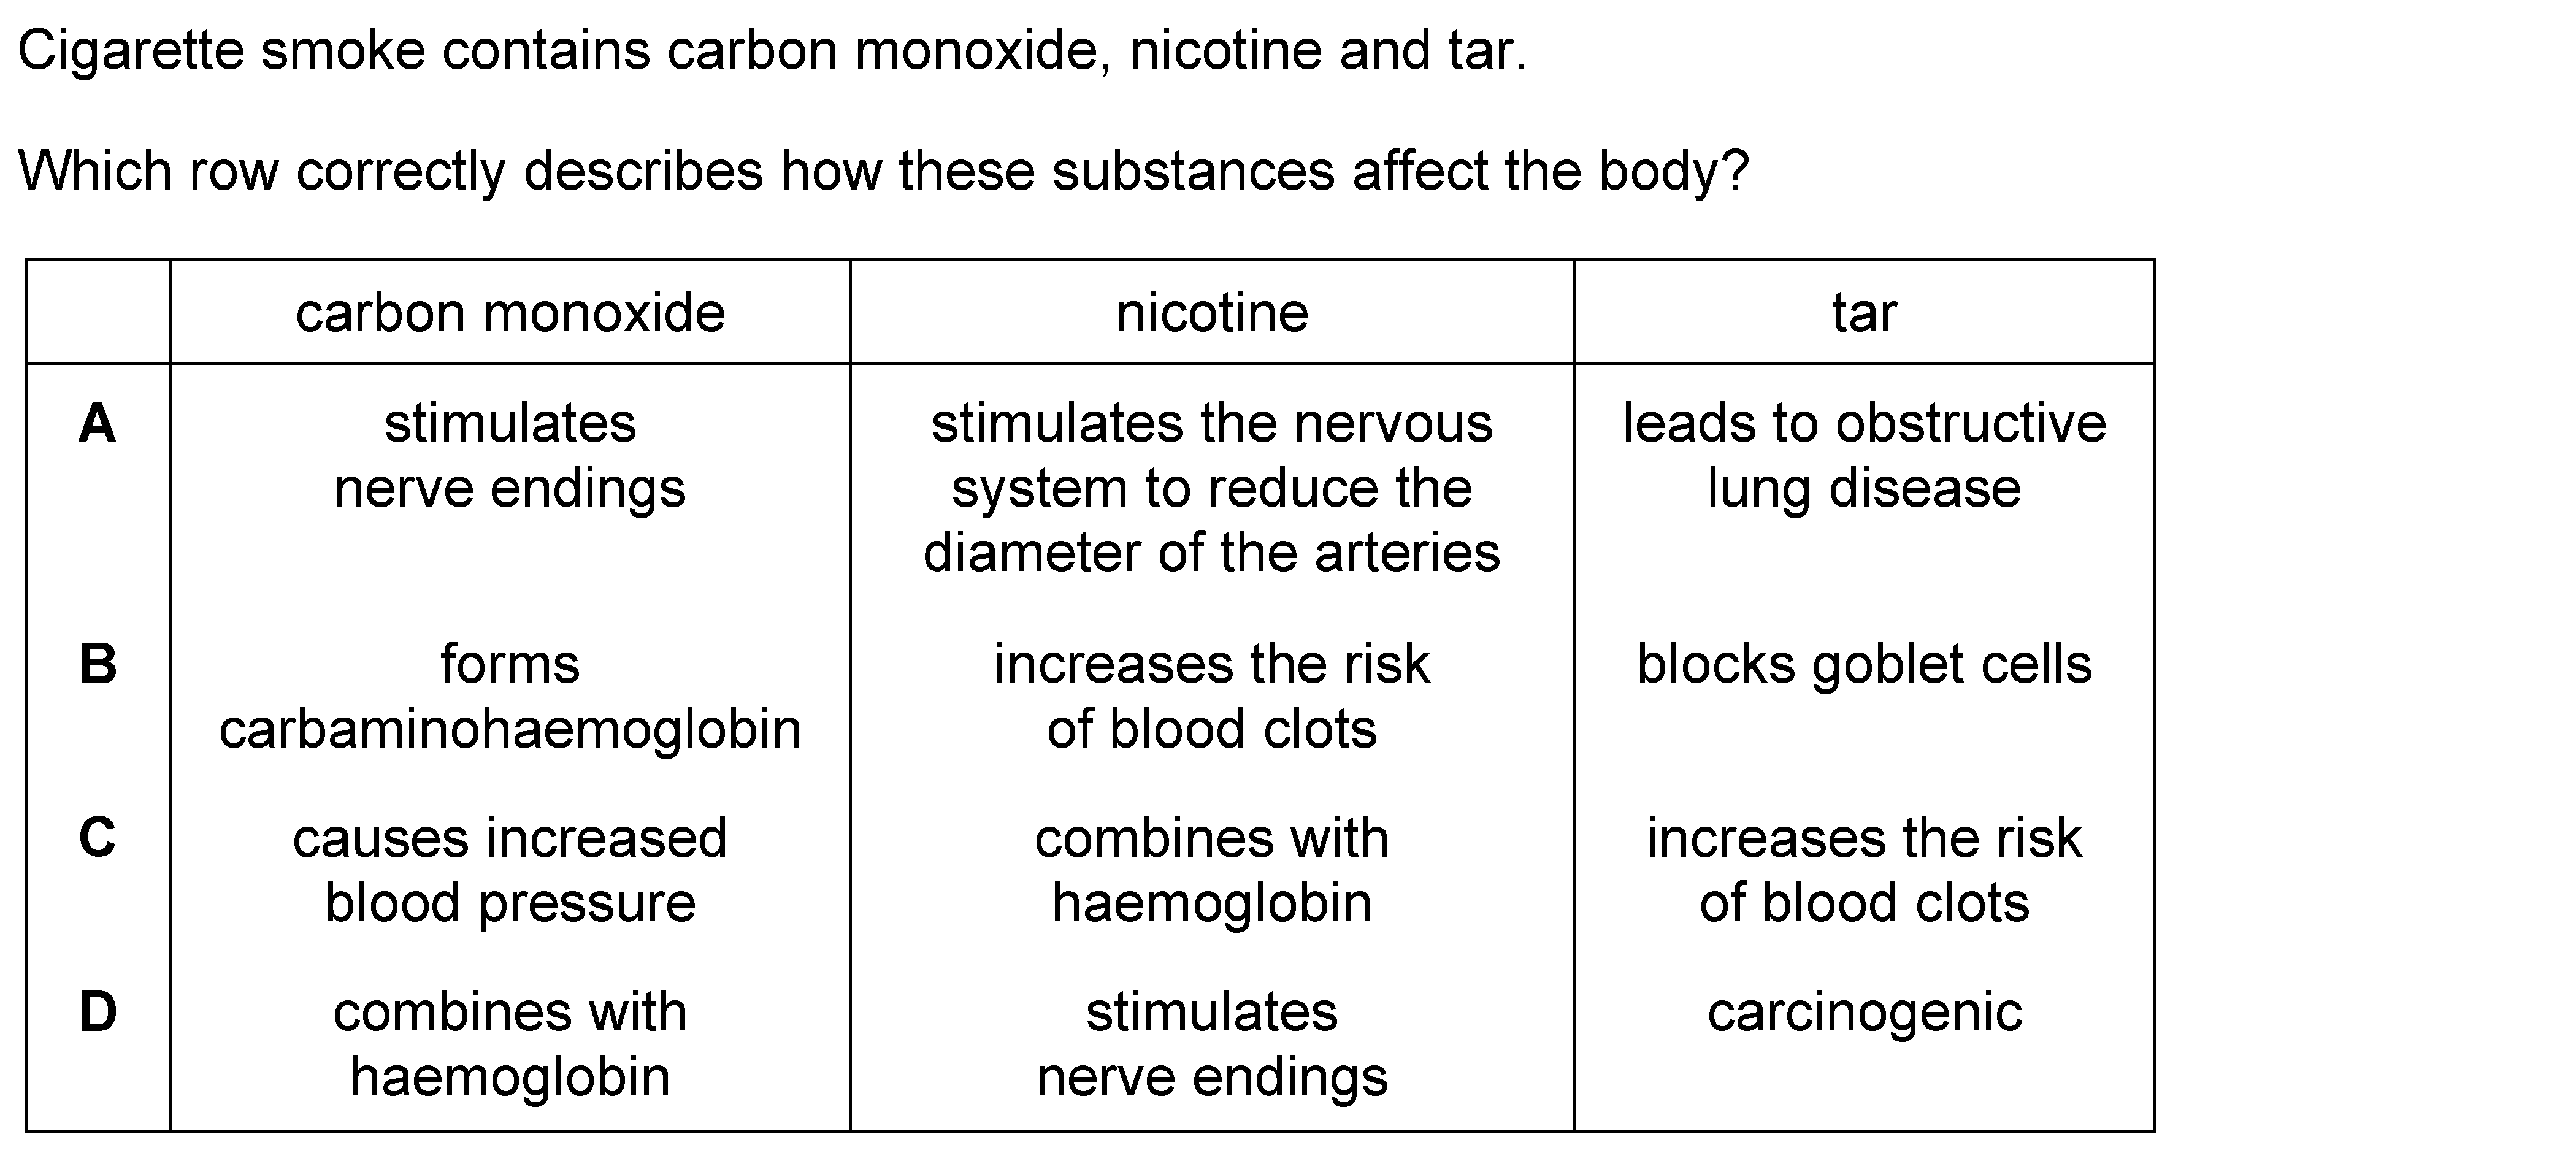 Cigarette smoke contains carbon monoxide, nicotine and tar.
Which row correctly describes how these substances affect the body?
carbon monoxide nicotine tar
A stimulates stimulates the nervous leads to obstructive
nerve endings system to reduce the lung disease
diameter of the arteries
B forms increases the risk blocks goblet cells
carbaminohaemoglobin of blood clots
C causes increased combines with increases the risk
blood pressure haemoglobin of blood clots
D combines with stimulates carcinogenic
haemoglobin nerve endings